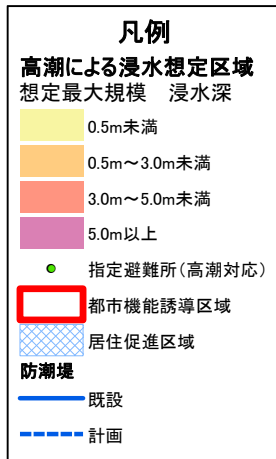 凡例
高潮による浸水想定区域
想定最大規模　浸水深
0.5m未満
0.5m～3.0m未満
3.0m～5.0m未満
5.0m以上
指定避難所（高潮対応）
都市機能誘導区域
居住促進区域
防潮堤
既設
計画